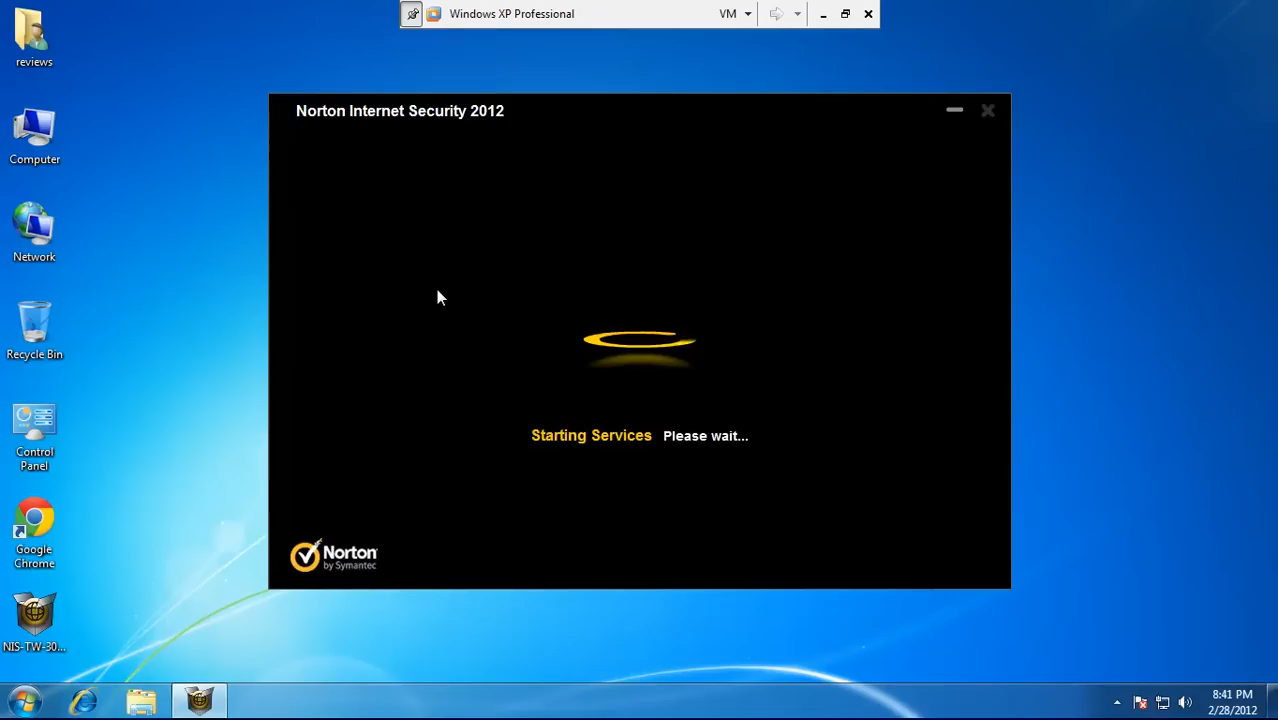 Windows XP Professional
VM
reviews
Computer
Network
Recycle Bin
Control
Panel
Google
Chrome
NIS-TW-30...
Norton Internet Security 2012
Starting Services Please wait...
Norton
by Symantec
8:41 PM
2/28/2012